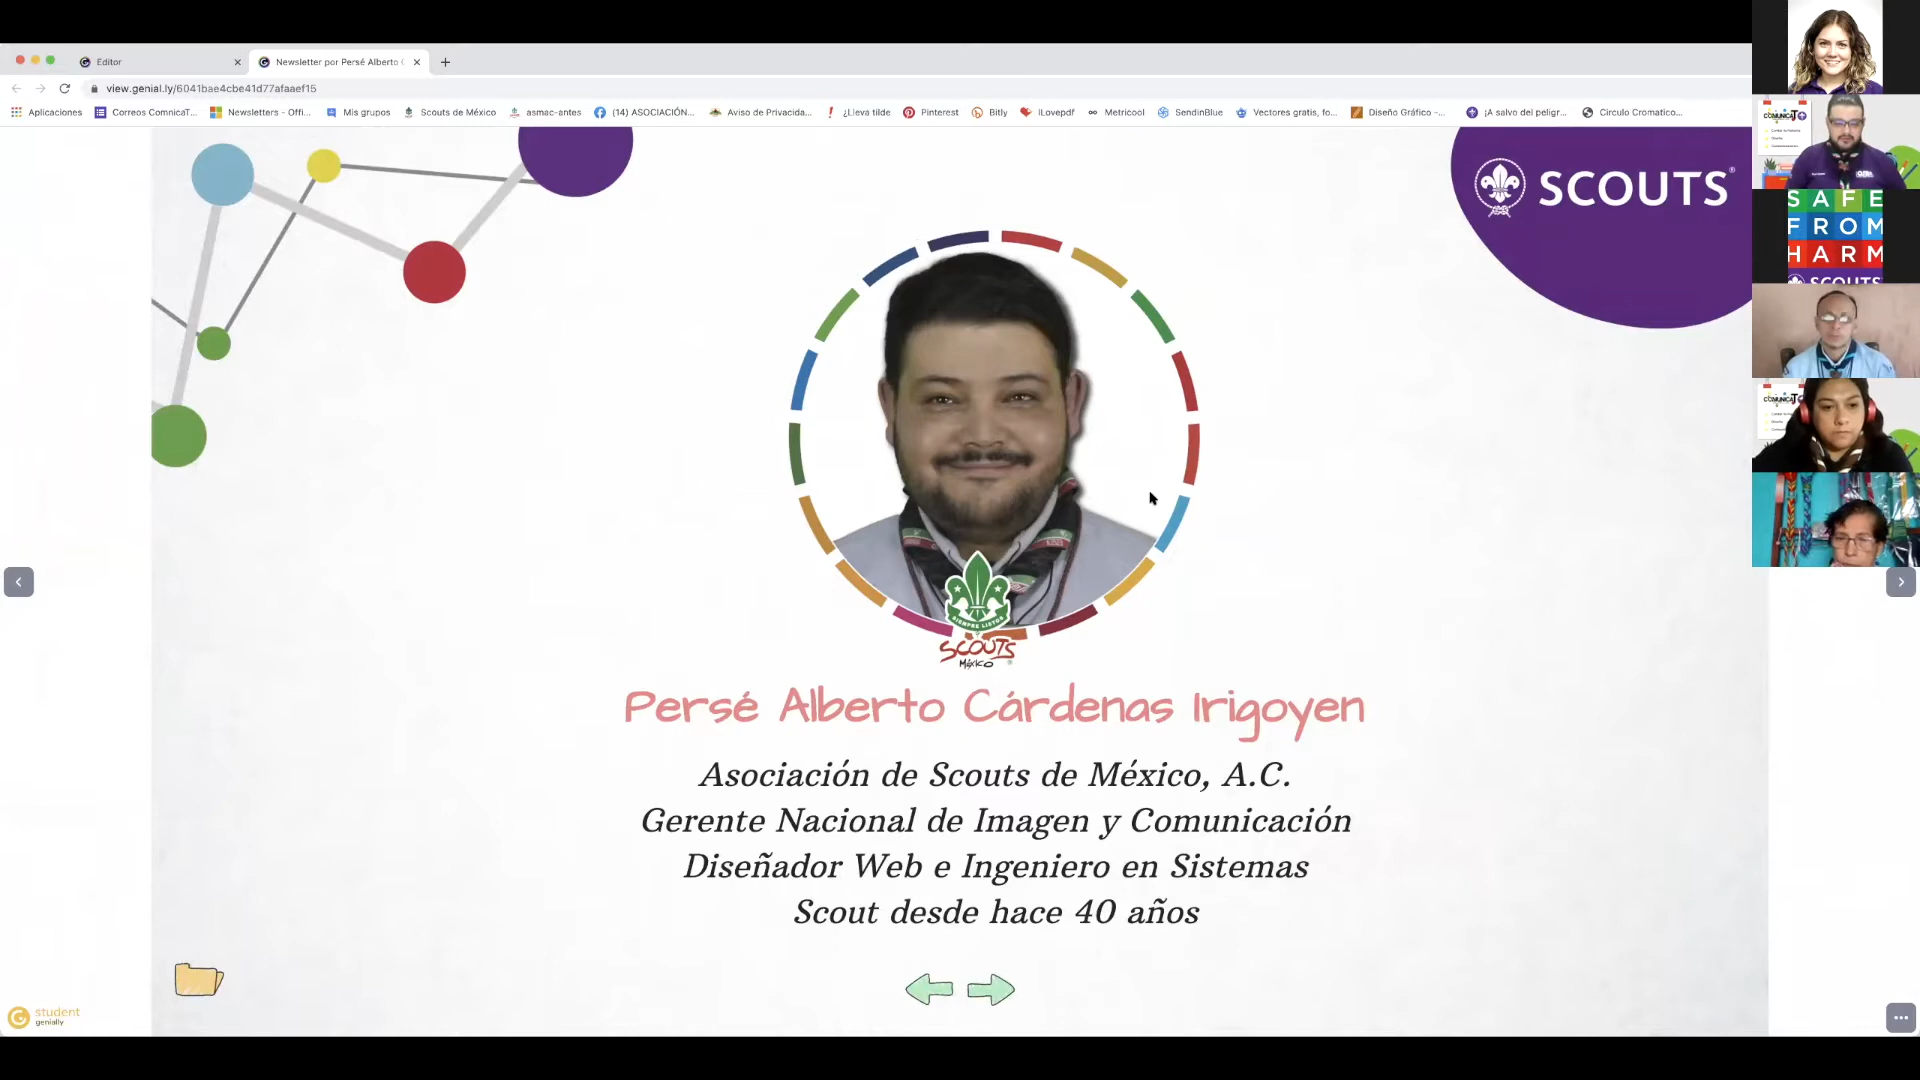 Editor
Newsletter por Persé Alberto C
view.genial.ly/6041bae4cbe41d77afaaef15
Aplicaciones
Correos ComnicaT...
Newsletters - Offi...
Mis grupos
Scouts de México
asmac-antes
(14) ASOCIACIÓN...
Aviso de Privacida...
¿Lleva tilde
Pinterest
Bitly
iLovepdf
Metricool
SendinBlue
Vectores gratis, fo...
Diseño Gráfico -...
¡A salvo del peligr...
Circulo Cromatico...
SCOUTS®
SIEMPRE LISTOS
SCOUTS
MÉXICO
Persé Alberto Cárdenas Irigoyen
Asociación de Scouts de México, A.C.
Gerente Nacional de Imagen y Comunicación
Diseñador Web e Ingeniero en Sistemas
Scout desde hace 40 años
student
genially
COMUNICA
SAFE
FROM
HARM
SCOUTS
COMUNICA